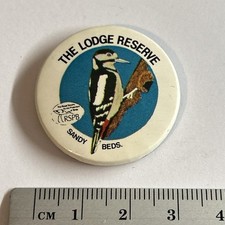 THE LODGE RESERVE
RSPB
SANDY BEDS.
CM 1 2 3 4